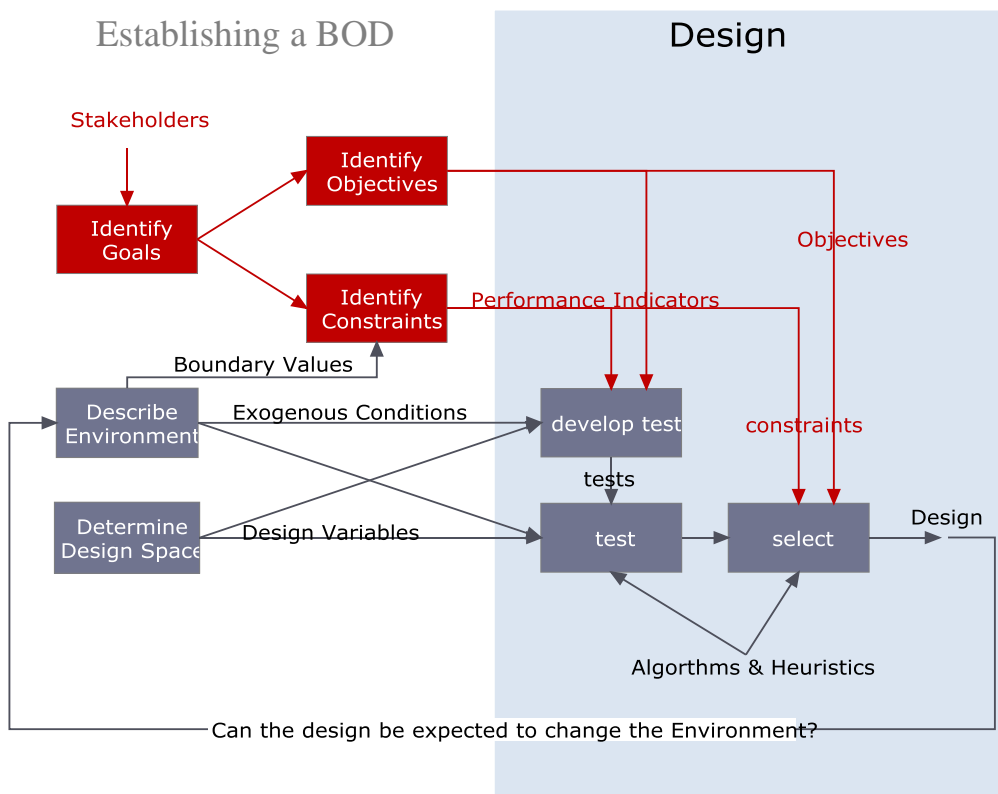 Establishing a BOD
Design
Stakeholders
Identify
Objectives
Identify
Goals
Objectives
Identify
Constraints
Performance Indicators
Boundary Values
Describe
Environment
Exogenous Conditions
develop test
constraints
tests
Determine
Design Space
Design Variables
test
select
Design
Algorthms & Heuristics
Can the design be expected to change the Environment?